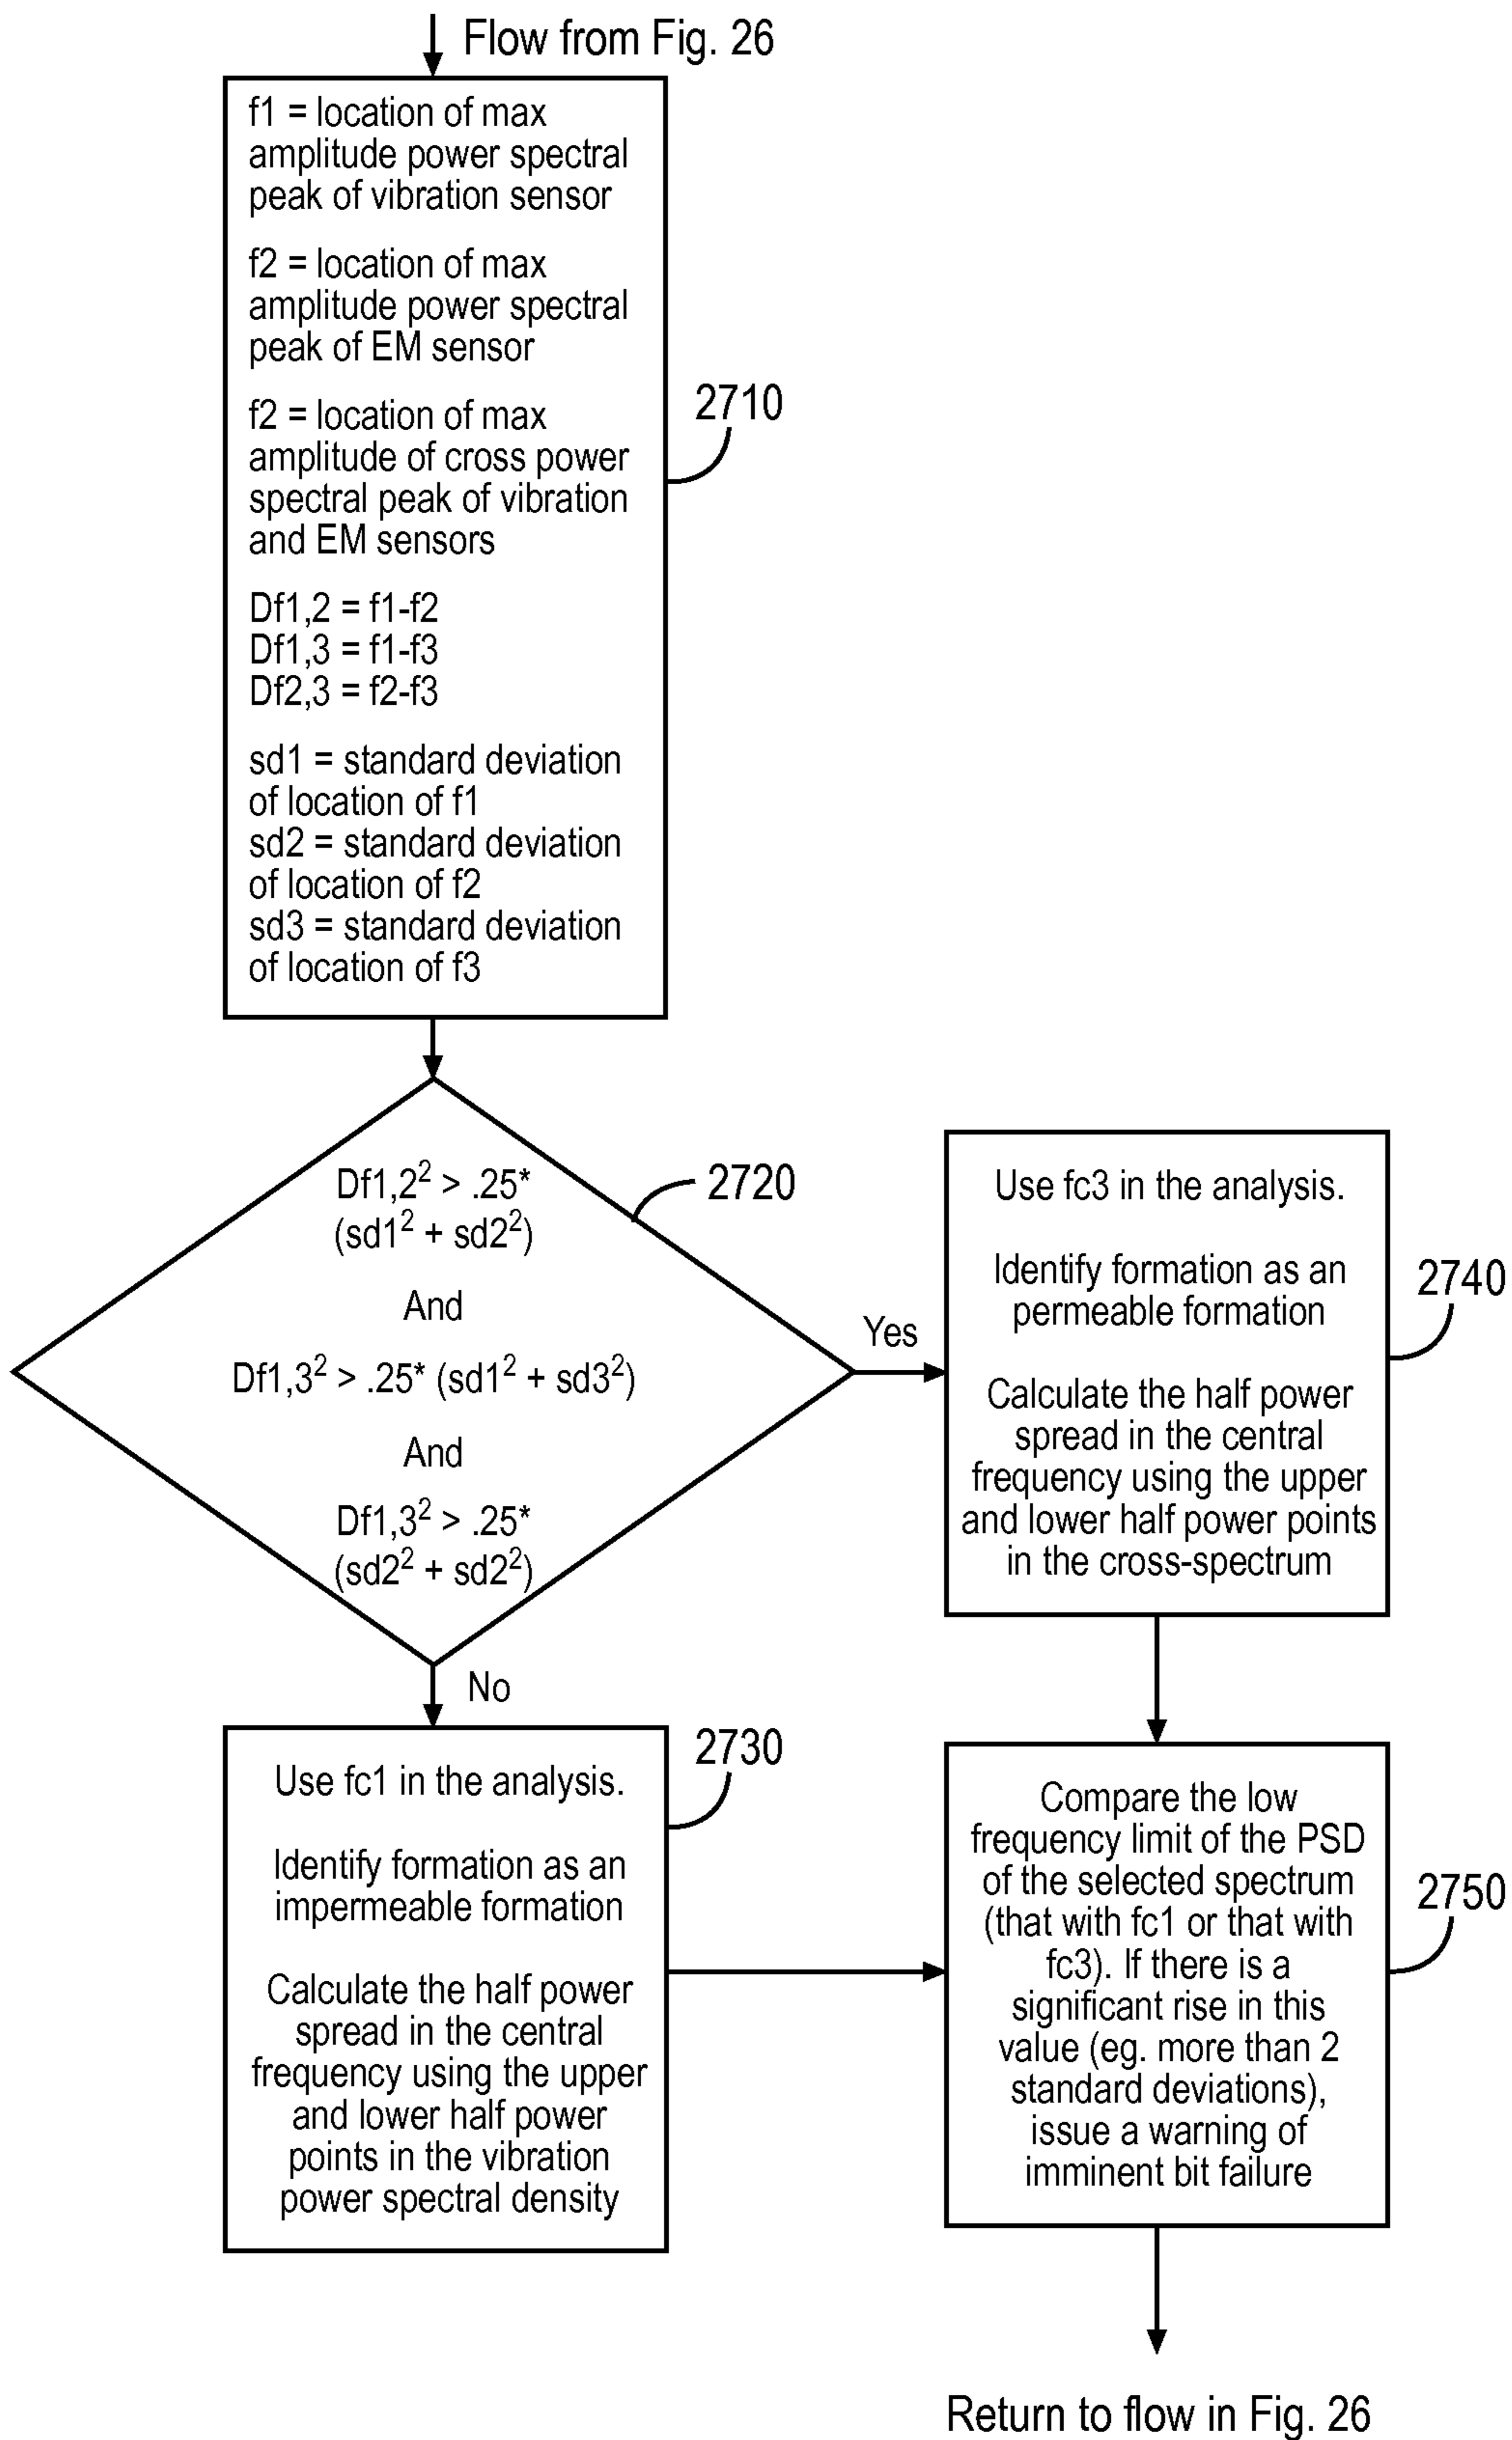 Flow from Fig. 26
f1 = location of max
amplitude power spectral
peak of vibration sensor
f2 = location of max
amplitude power spectral
peak of EM sensor
f2 = location of max
amplitude of cross power
spectral peak of vibration
and EM sensors
Df1,2 = f1-f2
Df1,3 = f1-f3
Df2,3 = f2-f3
sd1 = standard deviation
of location of f1
sd2 = standard deviation
of location of f2
sd3 = standard deviation
of location of f3
2710
Df1,2² > .25*
(sd1² + sd2²)
And
Df1,3² > .25* (sd1² + sd3²)
And
Df1,3² > .25*
(sd2² + sd2²)
2720
Yes
No
Use fc3 in the analysis.
Identify formation as an
permeable formation
Calculate the half power
spread in the central
frequency using the upper
and lower half power points
in the cross-spectrum
2740
Use fc1 in the analysis.
Identify formation as an
impermeable formation
Calculate the half power
spread in the central
frequency using the upper
and lower half power
points in the vibration
power spectral density
2730
Compare the low
frequency limit of the PSD
of the selected spectrum
(that with fc1 or that with
fc3). If there is a
significant rise in this
value (eg. more than 2
standard deviations),
issue a warning of
imminent bit failure
2750
Return to flow in Fig. 26